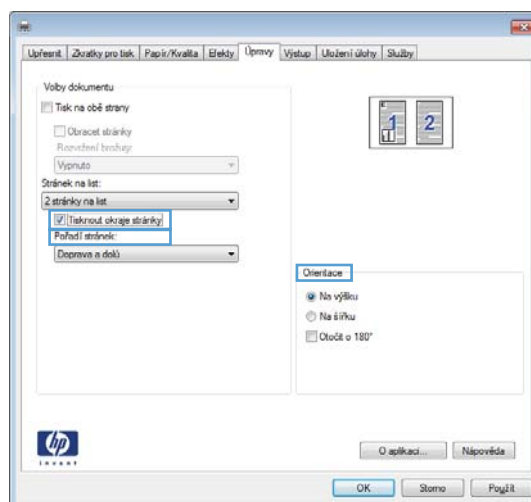 Upřesnit Zkratky pro tisk Papír/Kvalita Efekty Úpravy Výstup Uložení úlohy Služby
Volby dokumentu
Tisk na obě strany
Obracet stránky
Rozvržení brožury:
Vypnuto
Stránek na list:
2 stránky na list
Tisknout okraje stránky
Pořadí stránek:
Doprava a dolů
1 2
Orientace
Na výšku
Na šířku
Otočit o 180°
hp
invent
O aplikaci... Nápověda
OK Storno Použít